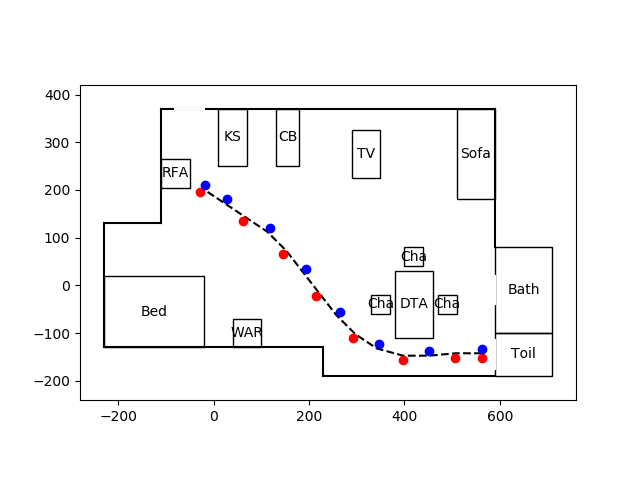 400
300
200
100
0
−100
−200
−200
0
200
400
600
KS
CB
TV
Sofa
RFA
Cha
Bed
WAR
Cha
DTA
Cha
Bath
Toil